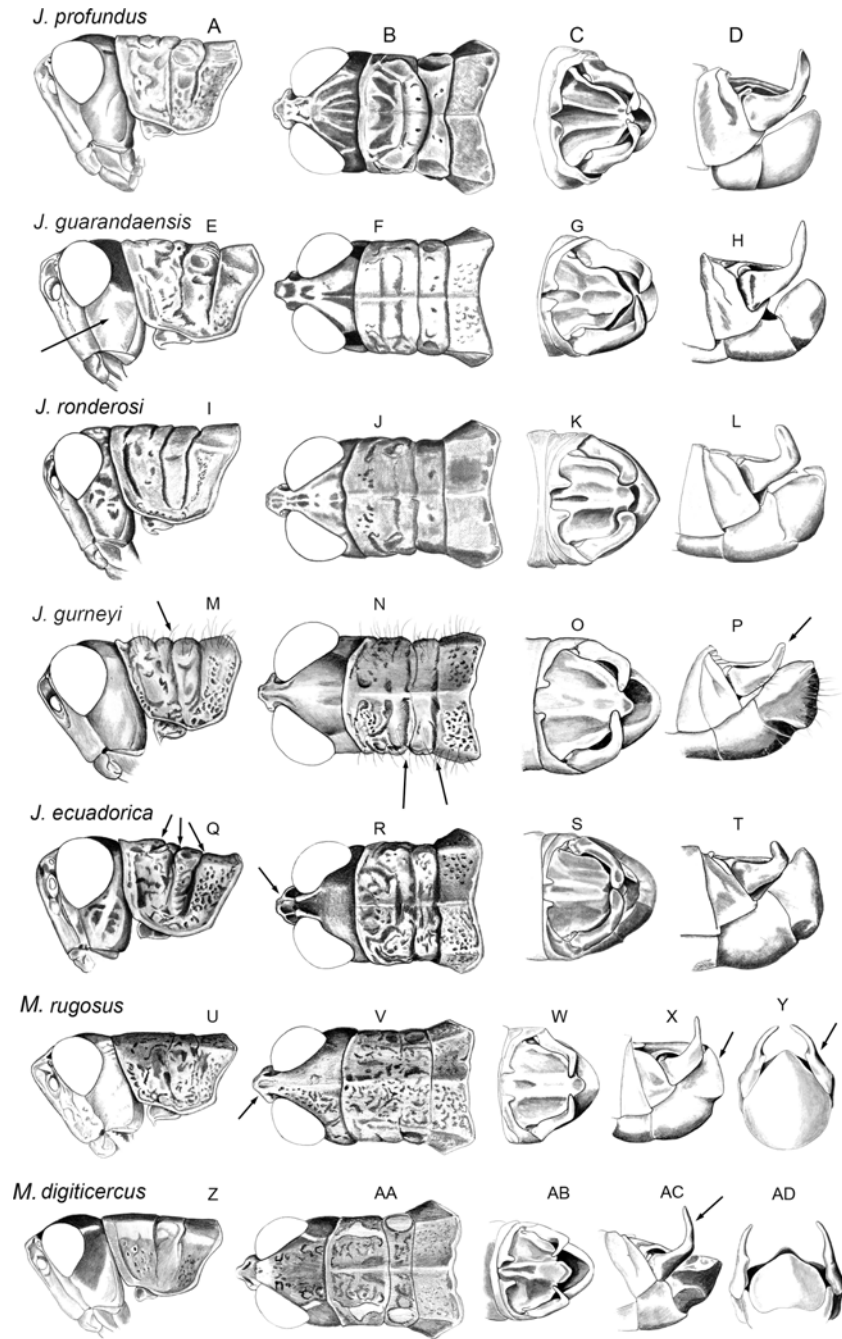 J. profundus
A B C D
J. guarandaensis
E F G H
J. ronderosi
I J K L
J. gurneyi
M N O P
J. ecuadorica
Q R S T
M. rugosus
U V W X Y
M. digiticercus
Z AA AB AC AD